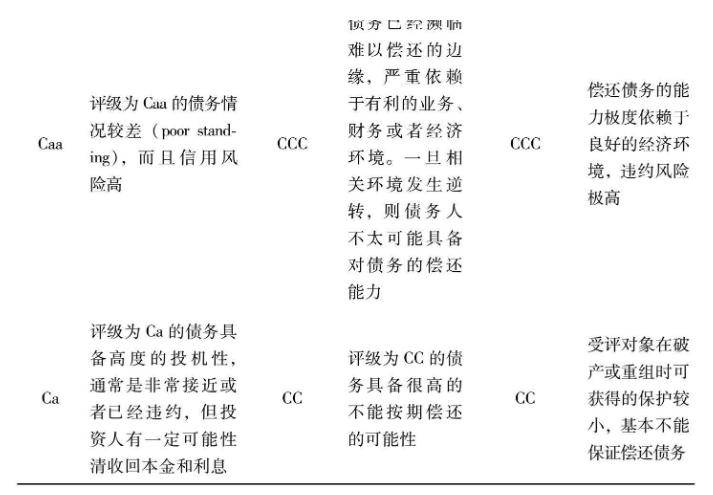 债务已经濒临
难以偿还的边
缘，严重依赖
于有利的业务、
财务或者经济
环境。一旦相
关环境发生逆
转，则债务人
不太可能具备
对债务的偿还
能力
Caa
评级为 Caa 的债务情
况较差（poor stand-
ing），而且信用风
险高
CCC
CCC
偿还债务的能
力极度依赖于
良好的经济环
境，违约风险
极高
Ca
评级为 Ca 的债务具
备高度的投机性，
通常是非常接近或
者已经违约，但投
资人有一定可能性
清收回本金和利息
CC
评级为 CC 的债
务具备很高的
不能按期偿还
的可能性
CC
受评对象在破
产或重组时可
获得的保护较
小，基本不能
保证偿还债务